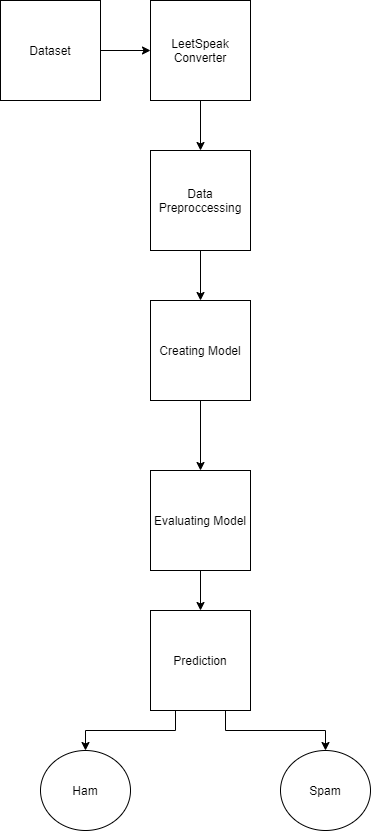 Dataset
LeetSpeak
Converter
Data
Preproccessing
Creating Model
Evaluating Model
Prediction
Ham
Spam